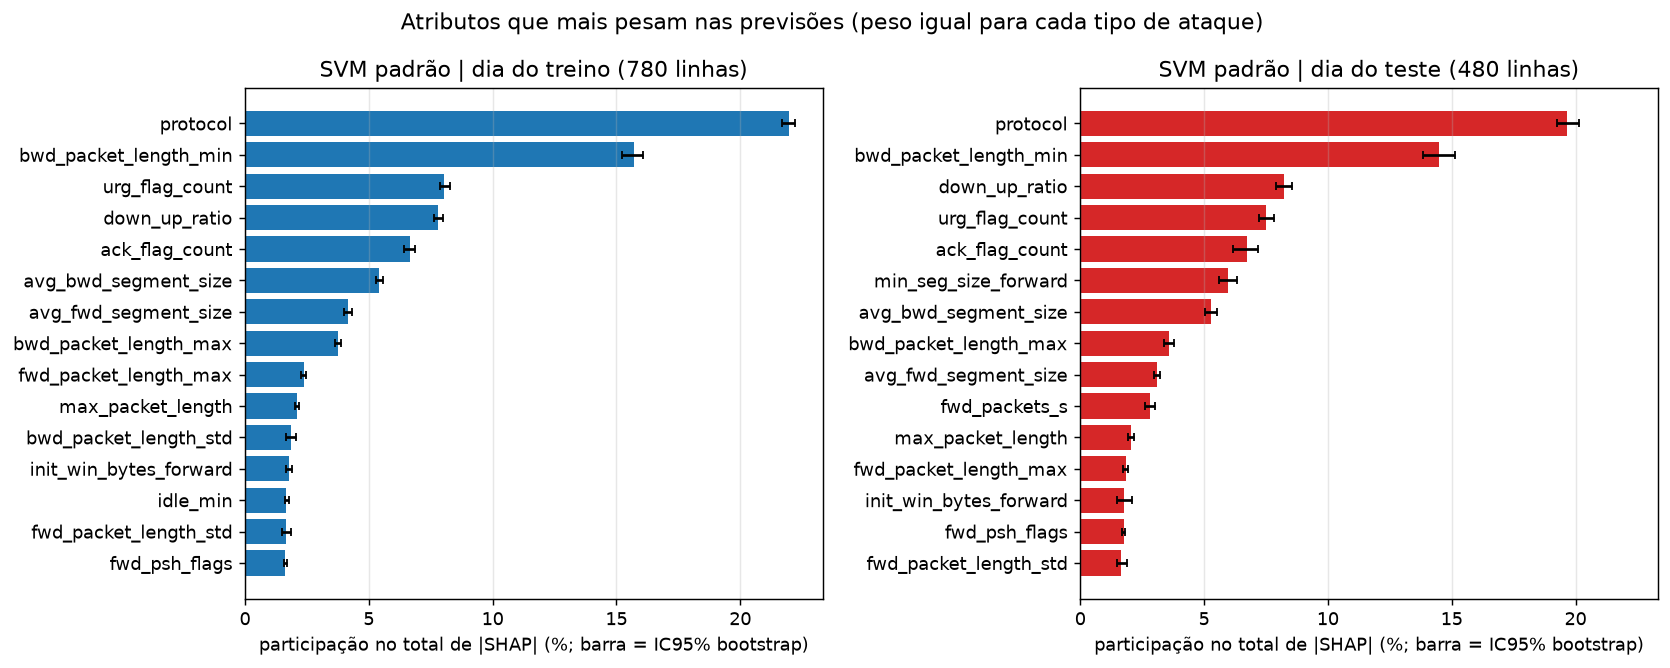 Atributos que mais pesam nas previsões (peso igual para cada tipo de ataque)
SVM padrão | dia do treino (780 linhas)
protocol
bwd_packet_length_min
urg_flag_count
down_up_ratio
ack_flag_count
avg_bwd_segment_size
avg_fwd_segment_size
bwd_packet_length_max
fwd_packet_length_max
max_packet_length
bwd_packet_length_std
init_win_bytes_forward
idle_min
fwd_packet_length_std
fwd_psh_flags
0 5 10 15 20
participação no total de |SHAP| (%; barra = IC95% bootstrap)
SVM padrão | dia do teste (480 linhas)
protocol
bwd_packet_length_min
down_up_ratio
urg_flag_count
ack_flag_count
min_seg_size_forward
avg_bwd_segment_size
bwd_packet_length_max
avg_fwd_segment_size
fwd_packets_s
max_packet_length
fwd_packet_length_max
init_win_bytes_forward
fwd_psh_flags
fwd_packet_length_std
0 5 10 15 20
participação no total de |SHAP| (%; barra = IC95% bootstrap)